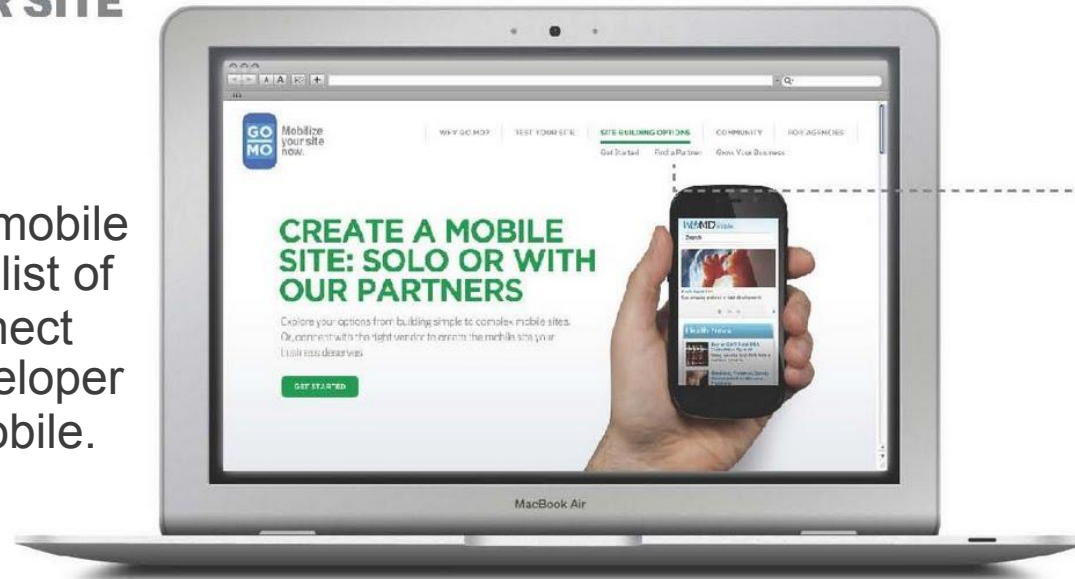 R SITE
mobile
list of
nect
eloper
obile.
GO
MO
Mobilize
your site
now.
WHY GO MO?
TEST YOUR SITE
SITE BUILDING OPTIONS
COMMUNITY
FOR AGENCIES
Get Started
Find a Partner
Grow Your Business
CREATE A MOBILE
SITE: SOLO OR WITH
OUR PARTNERS
Explore your options from building simple to complex mobile sites.
Or, connect with the right vendor to create the mobile site your
business deserves
GET STARTED
Search
Health News
MacBook Air